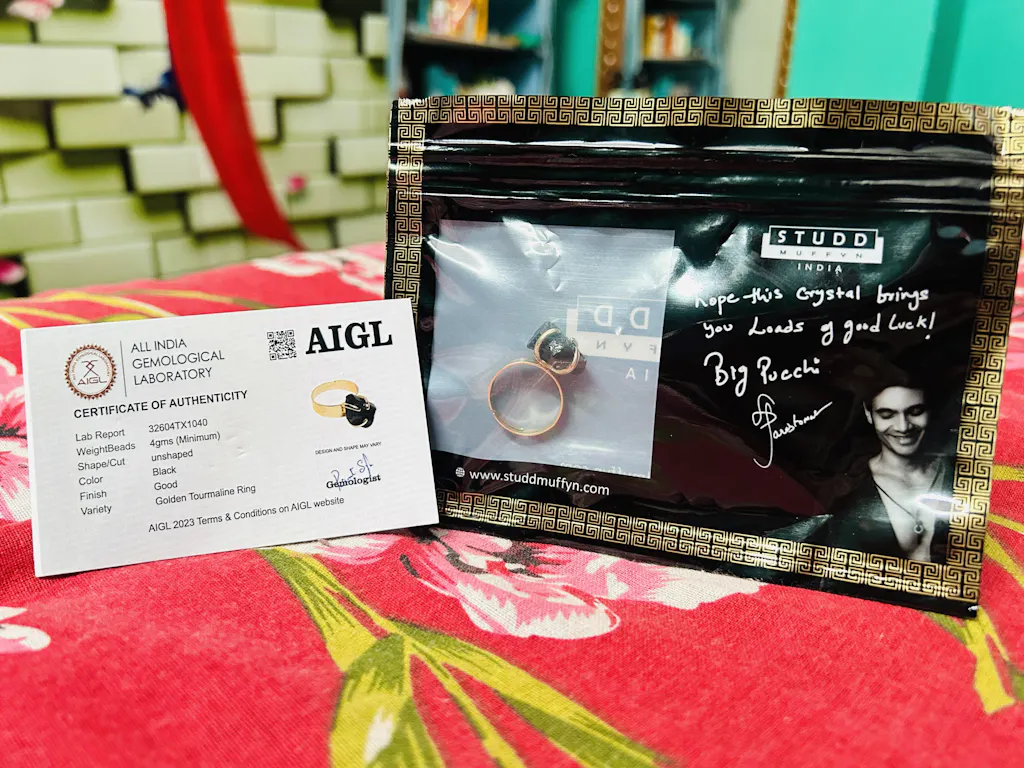 ALL INDIA
GEMOLOGICAL
LABORATORY
AIGL
AIGL
CERTIFICATE OF AUTHENTICITY
Lab Report 32604TX1040
WeightBeads 4gms (Minimum)
Shape/Cut unshaped
Color Black
Finish Good
Variety Golden Tourmaline Ring
DESIGN AND SHAPE MAY VARY
Gemologist
AIGL 2023 Terms & Conditions on AIGL website
STUDD
MUFFYN
INDIA
hope this Crystal brings
you Loads of good Luck!
Big Pucchi
www.studdmuffyn.com